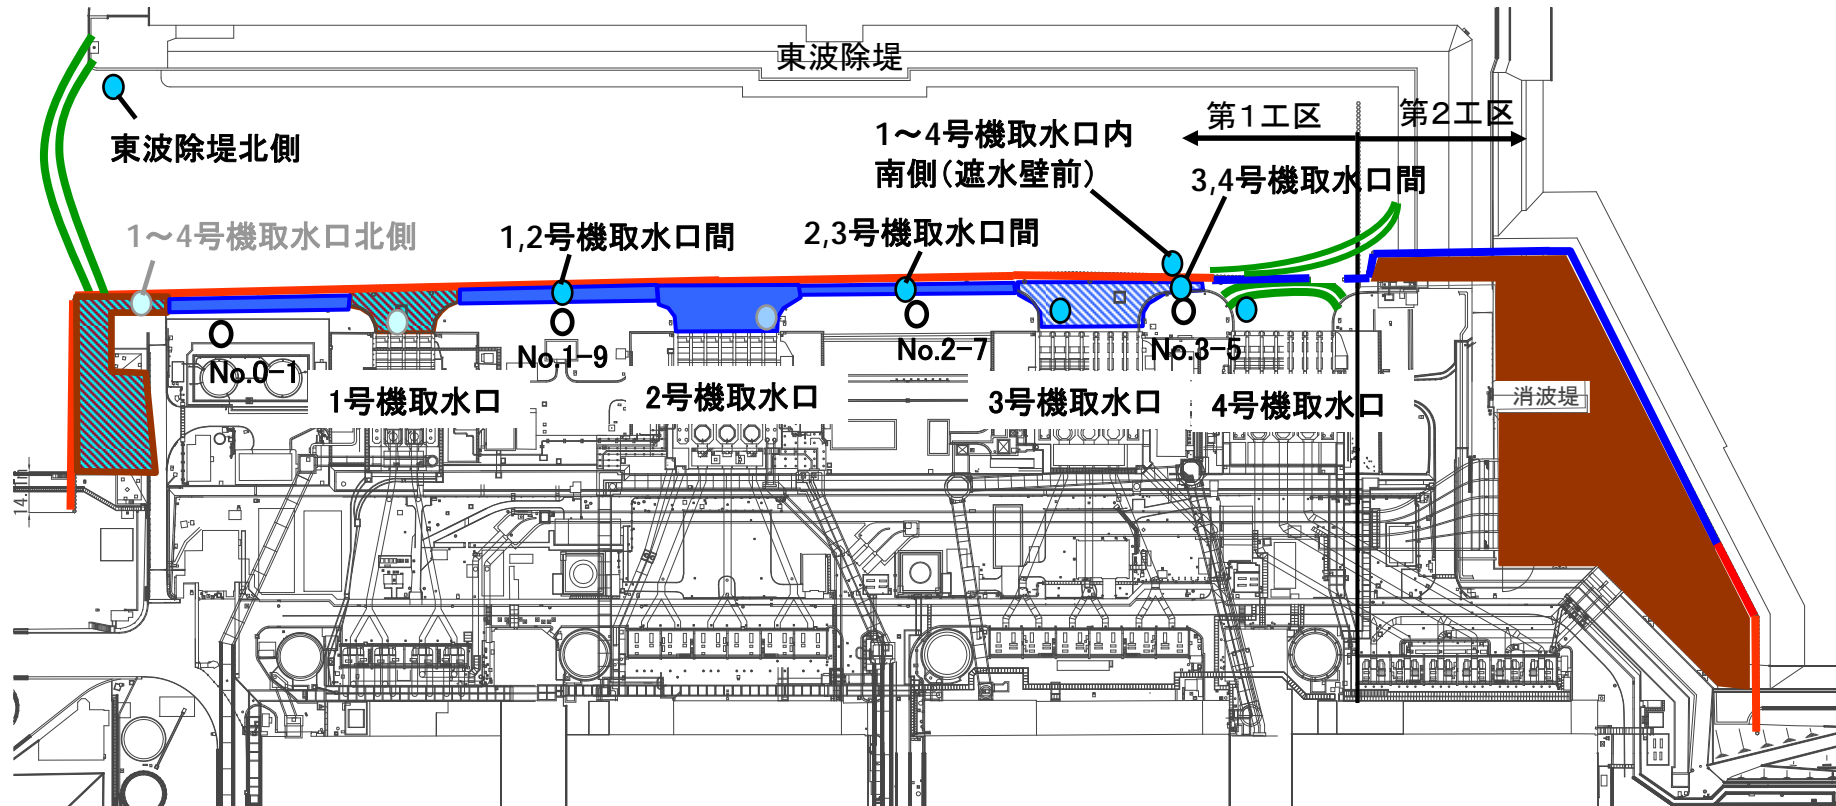 東波除堤
第1工区
第2工区
東波除堤北側
1～4号機取水口内
南側(遮水壁前)
3,4号機取水口間
1～4号機取水口北側
1,2号機取水口間
2,3号機取水口間
No.0-1
No.1-9
No.2-7
No.3-5
1号機取水口
2号機取水口
3号機取水口
4号機取水口
消波堤